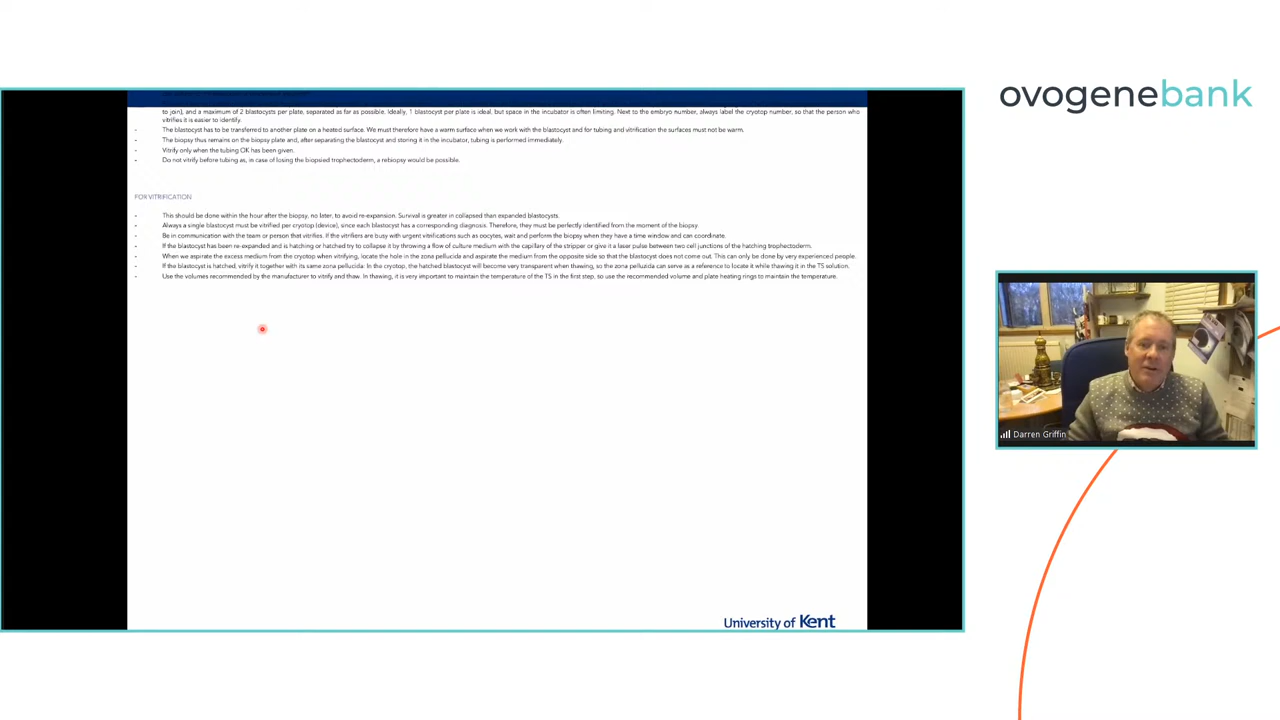 ovogenebank
to join), and a maximum of 2 blastocysts per plate, separated as far as possible. Ideally, 1 blastocyst per plate is ideal, but space in the incubator is often limiting. Next to the embryo number, always label the cryotop number, so that the person who
vitrifies it is easier to identify.
- The blastocyst has to be transferred to another plate on a heated surface. We must therefore have a warm surface when we work with the blastocyst and for tubing and vitrification the surfaces must not be warm.
- The biopsy thus remains on the biopsy plate and, after separating the blastocyst and storing it in the incubator, tubing is performed immediately.
- Vitrify only when the tubing OK has been given.
- Do not vitrify before tubing as, in case of losing the biopsied trophectoderm, a rebiopsy would be possible.
FOR VITRIFICATION
- This should be done within the hour after the biopsy, no later, to avoid re-expansion. Survival is greater in collapsed than expanded blastocysts.
- Always a single blastocyst must be vitrified per cryotop (device), since each blastocyst has a corresponding diagnosis. Therefore, they must be perfectly identified from the moment of the biopsy.
- Be in communication with the team or person that vitrifies. If the vitrifiers are busy with urgent vitrifications such as oocytes, wait and perform the biopsy when they have a time window and can coordinate.
- If the blastocyst has been re-expanded and is hatching or hatched try to collapse it by throwing a flow of culture medium with the capillary of the stripper or give it a laser pulse between two cell junctions of the hatching trophectoderm.
- When we aspirate the excess medium from the cryotop when vitrifying, locate the hole in the zona pellucida and aspirate the medium from the opposite side so that the blastocyst does not come out. This can only be done by very experienced people.
- If the blastocyst is hatched, vitrify it together with its same zona pellucida: In the cryotop, the hatched blastocyst will become very transparent when thawing, so the zona pellucida can serve as a reference to locate it while thawing it in the TS solution.
- Use the volumes recommended by the manufacturer to vitrify and thaw. In thawing, it is very important to maintain the temperature of the TS in the first step, so use the recommended volume and plate heating rings to maintain the temperature.
Darren Griffin
University of Kent